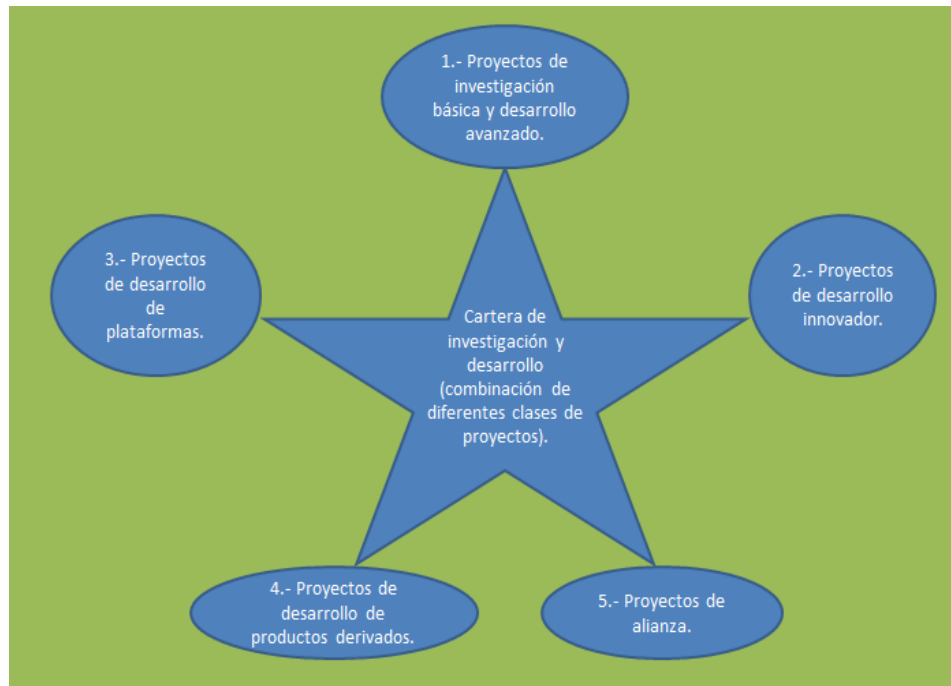 1.- Proyectos de
investigación
básica y desarrollo
avanzado.
3.- Proyectos
de desarrollo
de
plataformas.
2.- Proyectos
de desarrollo
innovador.
Cartera de
investigación y
desarrollo
(combinación de
diferentes clases de
proyectos).
4.- Proyectos de
desarrollo de
productos derivados.
5.- Proyectos de
alianza.